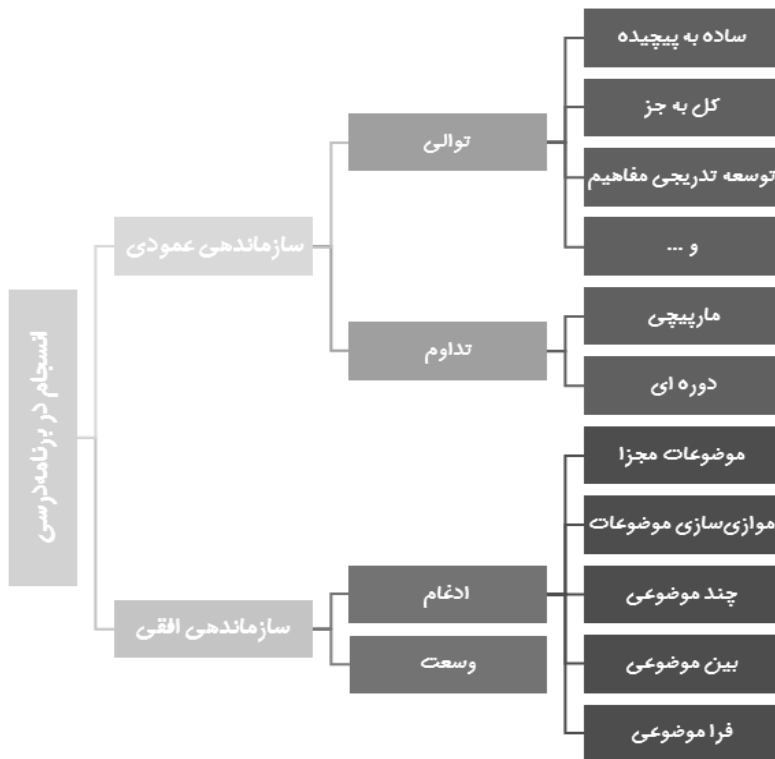 انسجام در برنامه‌درسی
سازماندهی عمودی
توالی
ساده به پیچیده
کل به جز
توسعه تدریجی مفاهیم
و ...
تداوم
مارپیچی
دوره ای
سازماندهی افقی
ادغام
موضوعات مجزا
موازی‌سازی موضوعات
چند موضوعی
بین موضوعی
فرا موضوعی
وسعت